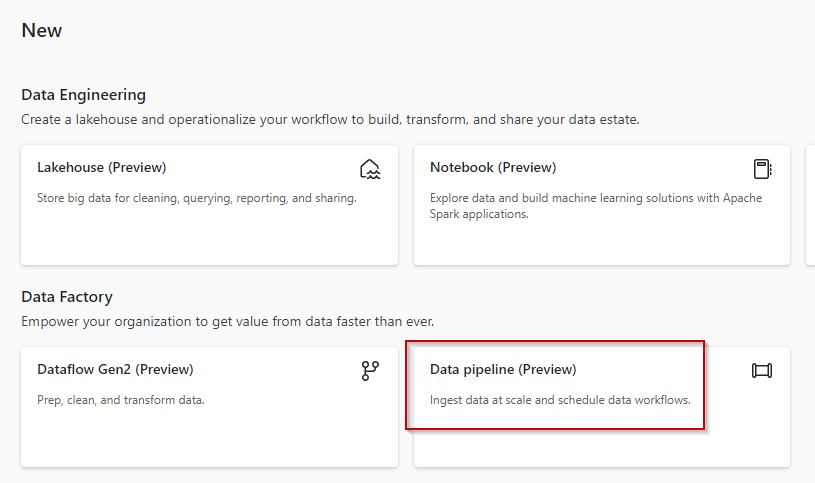 New
Data Engineering
Create a lakehouse and operationalize your workflow to build, transform, and share your data estate.
Lakehouse (Preview)
Store big data for cleaning, querying, reporting, and sharing.
Notebook (Preview)
Explore data and build machine learning solutions with Apache
Spark applications.
Data Factory
Empower your organization to get value from data faster than ever.
Dataflow Gen2 (Preview)
Prep, clean, and transform data.
Data pipeline (Preview)
Ingest data at scale and schedule data workflows.